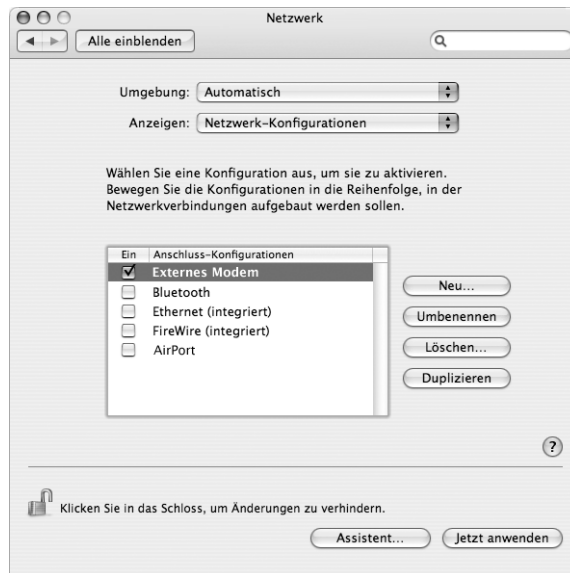 Netzwerk
Alle einblenden
Umgebung: Automatisch
Anzeigen: Netzwerk-Konfigurationen
Wählen Sie eine Konfiguration aus, um sie zu aktivieren.
Bewegen Sie die Konfigurationen in die Reihenfolge, in der
Netzwerkverbindungen aufgebaut werden sollen.
Ein Anschluss-Konfigurationen
Externes Modem
Bluetooth
Ethernet (integriert)
FireWire (integriert)
AirPort
Neu...
Umbenennen
Löschen...
Duplizieren
?
Klicken Sie in das Schloss, um Änderungen zu verhindern.
Assistent... Jetzt anwenden